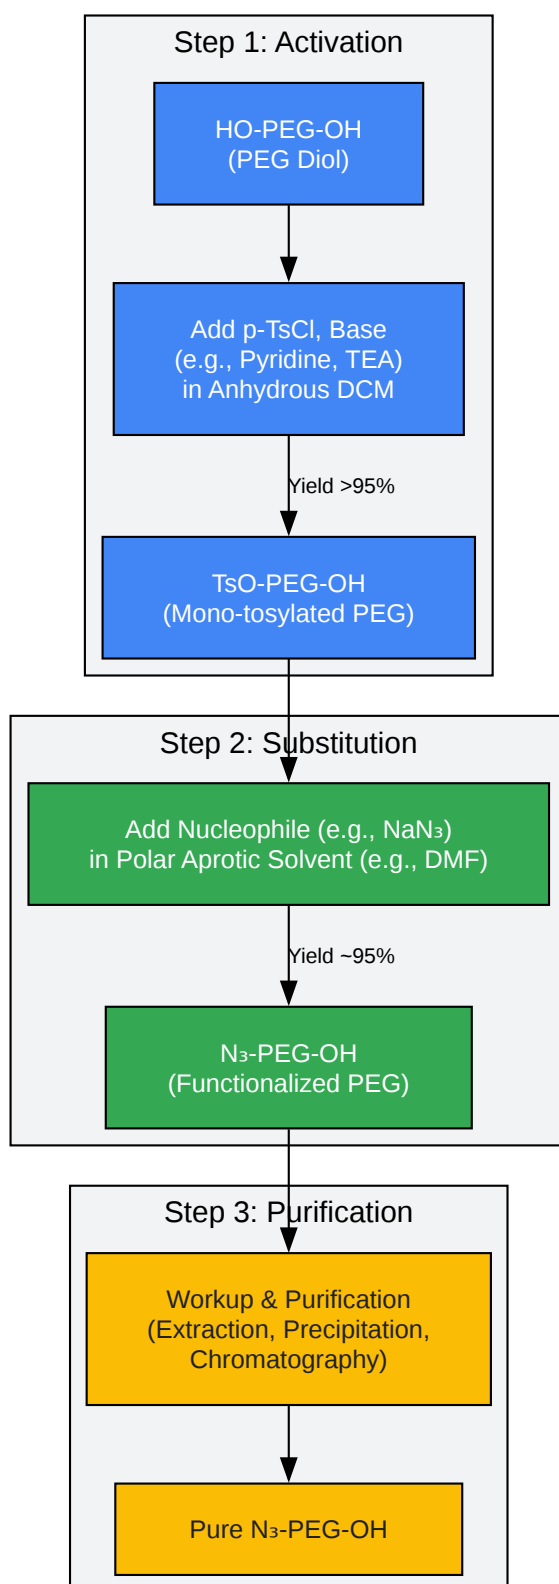 Step 1: Activation
HO-PEG-OH
(PEG Diol)
Add p-TsCl, Base
(e.g., Pyridine, TEA)
in Anhydrous DCM
Yield >95%
TsO-PEG-OH
(Mono-tosylated PEG)
Step 2: Substitution
Add Nucleophile (e.g., NaN₃)
in Polar Aprotic Solvent (e.g., DMF)
Yield ~95%
N₃-PEG-OH
(Functionalized PEG)
Step 3: Purification
Workup & Purification
(Extraction, Precipitation,
Chromatography)
Pure N₃-PEG-OH